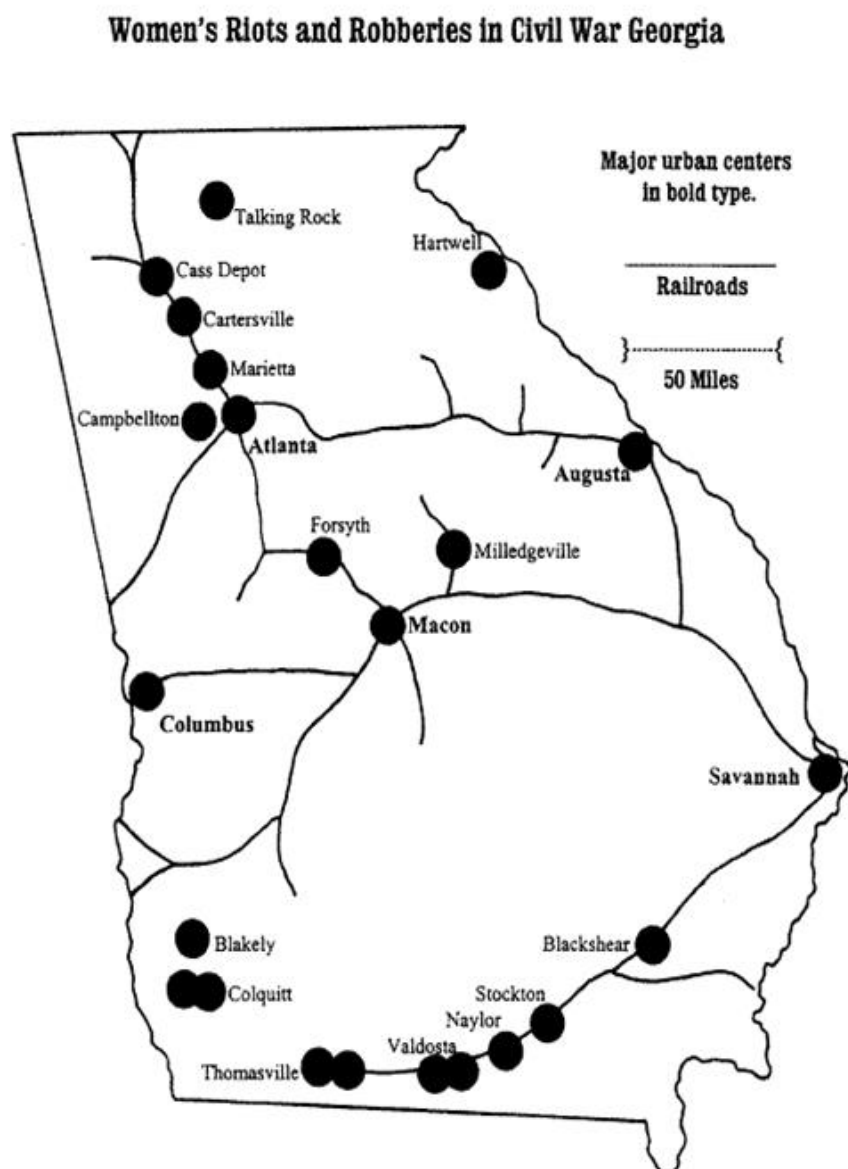 Women's Riots and Robberies in Civil War Georgia
Major urban centers
in bold type.
Talking Rock
Hartwell
Cass Depot
Railroads
Cartersville
Marietta
50 Miles
Campbellton
Atlanta
Augusta
Forsyth
Milledgeville
Macon
Columbus
Savannah
Blakely
Blackshear
Colquitt
Stockton
Naylor
Valdosta
Thomasville